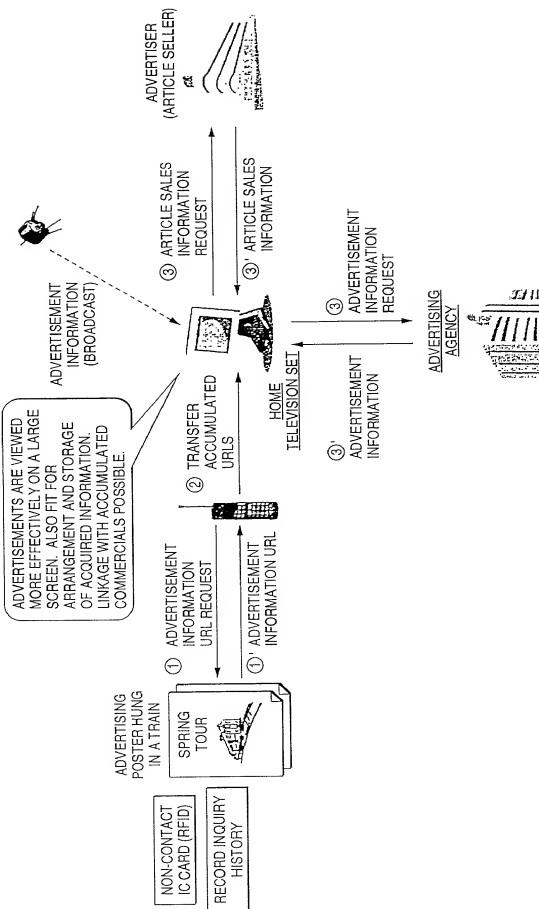 ADVERTISEMENTS ARE VIEWED
MORE EFFECTIVELY ON A LARGE
SCREEN. ALSO FIT FOR
ARRANGEMENT AND STORAGE
OF ACQUIRED INFORMATION.
LINKAGE WITH ACCUMULATED
COMMERCIALS POSSIBLE.
ADVERTISEMENT
INFORMATION
(BROADCAST)
ADVERTISER
(ARTICLE SELLER)
NON-CONTACT
IC CARD (RFID)
RECORD INQUIRY
HISTORY
ADVERTISING
POSTER HUNG
IN A TRAIN
SPRING
TOUR
① ADVERTISEMENT
INFORMATION
URL REQUEST
①' ADVERTISEMENT
INFORMATION URL
② TRANSFER
ACCUMULATED
URLS
HOME
TELEVISION SET
③ ARTICLE SALES
INFORMATION
REQUEST
③' ARTICLE SALES
INFORMATION
③' ADVERTISEMENT
INFORMATION
③ ADVERTISEMENT
INFORMATION
REQUEST
ADVERTISING
AGENCY